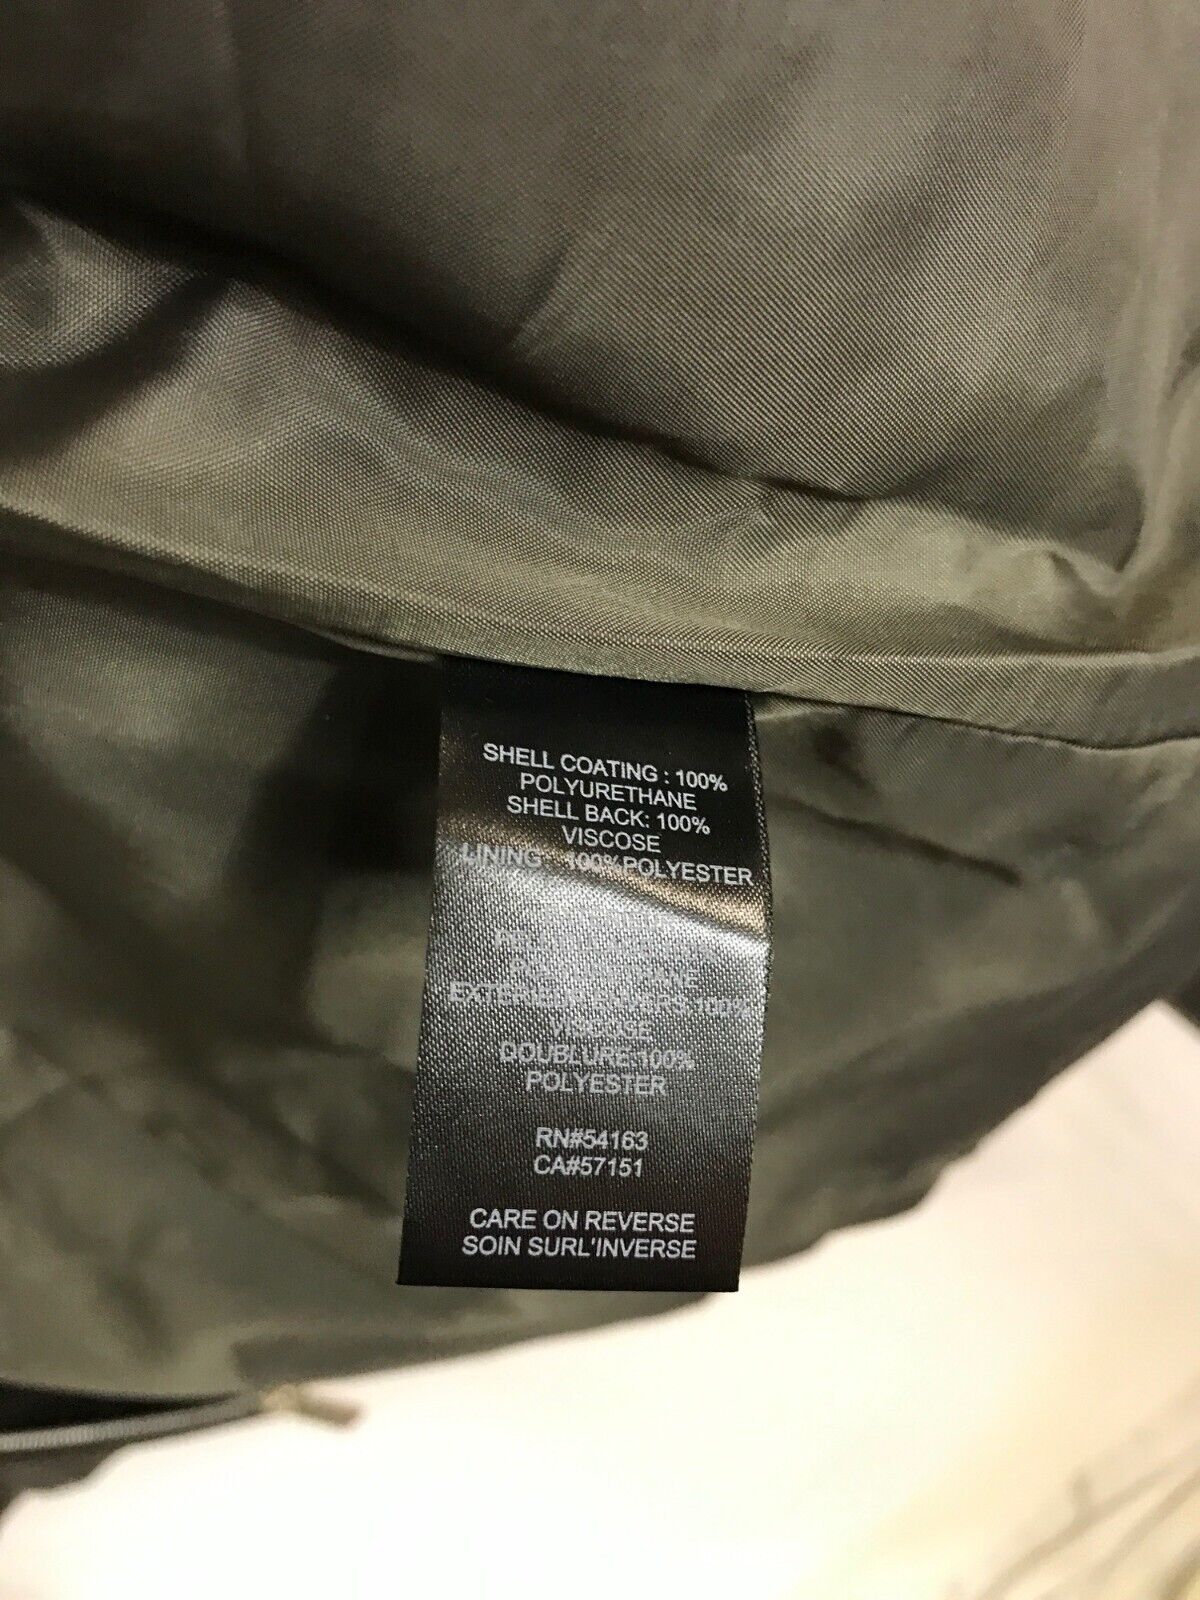 SHELL COATING : 100%
POLYURETHANE
SHELL BACK: 100%
VISCOSE
LINING : 100%POLYESTER
VISCOSE
DOUBLURE:100%
POLYESTER
RN#54163
CA#57151
CARE ON REVERSE
SOIN SURL'INVERSE